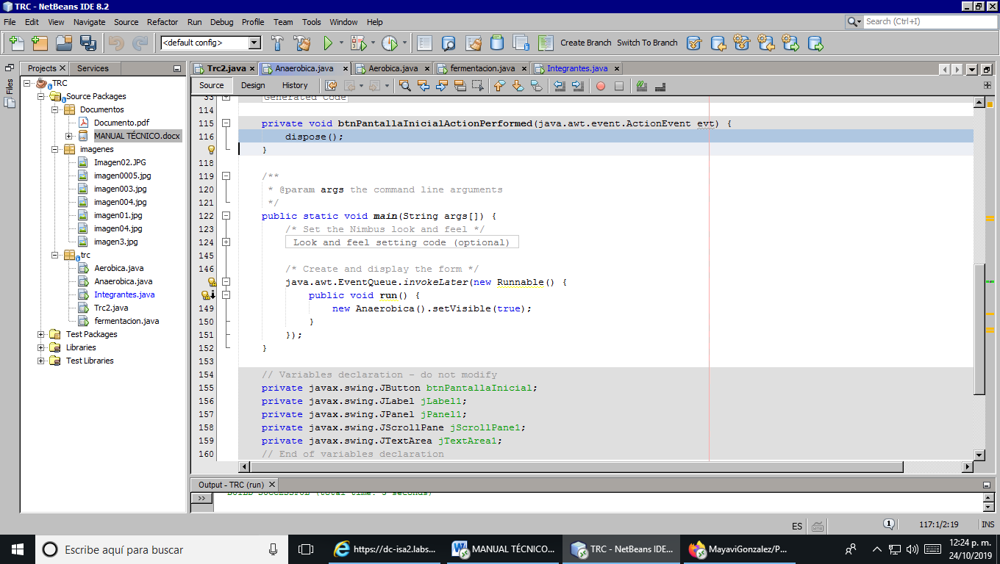 TRC - NetBeans IDE 8.2
File Edit View Navigate Source Refactor Run Debug Profile Team Tools Window Help
Search (Ctrl+I)
<default config>
Create Branch Switch To Branch
Files
Projects Services
TRC
Source Packages
Documentos
Documento.pdf
MANUAL TÉCNICO.docx
imagenes
Imagen02.JPG
imagen0005.jpg
imagen003.jpg
imagen004.jpg
imagen01.jpg
imagen04.jpg
imagen3.jpg
trc
Aerobica.java
Anaerobica.java
Integrantes.java
Trc2.java
fermentacion.java
Test Packages
Libraries
Test Libraries
Trc2.java Anaerobica.java Aerobica.java fermentacion.java Integrantes.java
Source Design History
33 Generated Code
114
115 private void btnPantallaInicialActionPerformed(java.awt.event.ActionEvent evt) {
116 dispose();
}
118
119 /**
120 * @param args the command line arguments
121 */
122 public static void main(String args[]) {
123 /* Set the Nimbus look and feel */
124 Look and feel setting code (optional)
145
146 /* Create and display the form */
java.awt.EventQueue.invokeLater(new Runnable() {
public void run() {
149 new Anaerobica().setVisible(true);
150 }
151 });
152 }
153
154 // Variables declaration - do not modify
155 private javax.swing.JButton btnPantallaInicial;
156 private javax.swing.JLabel jLabel1;
157 private javax.swing.JPanel jPanel1;
158 private javax.swing.JScrollPane jScrollPane1;
159 private javax.swing.JTextArea jTextArea1;
160 // End of variables declaration
Output - TRC (run)
>> BUILD SUCCESSFUL (total time: 3 seconds)
ES 1 117:1/2:19 INS
Escribe aquí para buscar
https://dc-isa2.labs...
MANUAL TÉCNICO...
TRC - NetBeans IDE...
MayaviGonzalez/P...
12:24 p. m.
24/10/2019